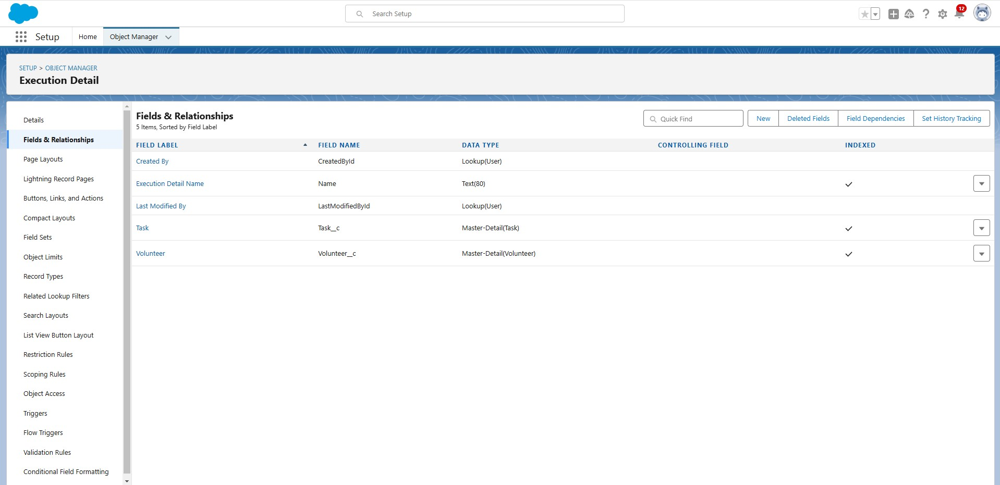 Search Setup
12
Setup
Home
Object Manager
SETUP > OBJECT MANAGER
Execution Detail
Details
Fields & Relationships
Page Layouts
Lightning Record Pages
Buttons, Links, and Actions
Compact Layouts
Field Sets
Object Limits
Record Types
Related Lookup Filters
Search Layouts
List View Button Layout
Restriction Rules
Scoping Rules
Object Access
Triggers
Flow Triggers
Validation Rules
Conditional Field Formatting
Fields & Relationships
5 Items, Sorted by Field Label
Quick Find
New
Deleted Fields
Field Dependencies
Set History Tracking
FIELD LABEL FIELD NAME DATA TYPE CONTROLLING FIELD INDEXED
Created By CreatedById Lookup(User)
Execution Detail Name Name Text(80)
Last Modified By LastModifiedById Lookup(User)
Task Task__c Master-Detail(Task)
Volunteer Volunteer__c Master-Detail(Volunteer)